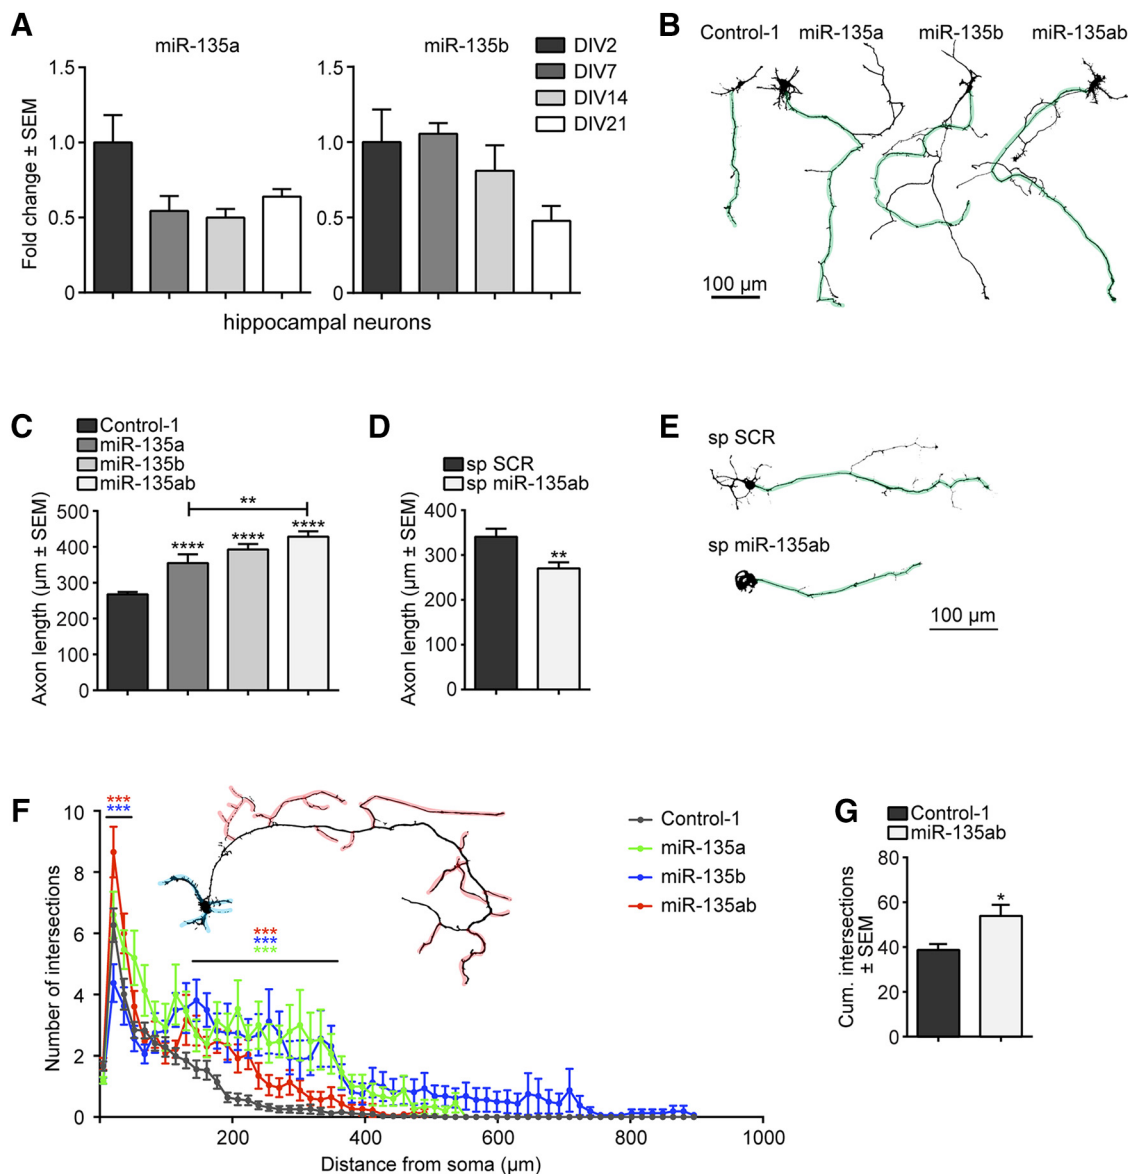 A
miR-135a
miR-135b
DIV2
DIV7
DIV14
DIV21
Fold change ± SEM
1.5
1.0
0.5
0
1.5
1.0
0.5
0
hippocampal neurons
B
Control-1 miR-135a miR-135b miR-135ab
100 µm
C
Control-1
miR-135a
miR-135b
miR-135ab
Axon length (µm ± SEM)
500
400
300
200
100
0
**
****
****
****
D
sp SCR
sp miR-135ab
Axon length (µm ± SEM)
400
300
200
100
0
**
E
sp SCR
sp miR-135ab
100 µm
F
Number of intersections
10
8
6
4
2
0
***
***
***
***
***
Control-1
miR-135a
miR-135b
miR-135ab
200 400 600 800 1000
Distance from soma (µm)
G
Control-1
miR-135ab
Cum. intersections
± SEM
80
60
40
20
0
*